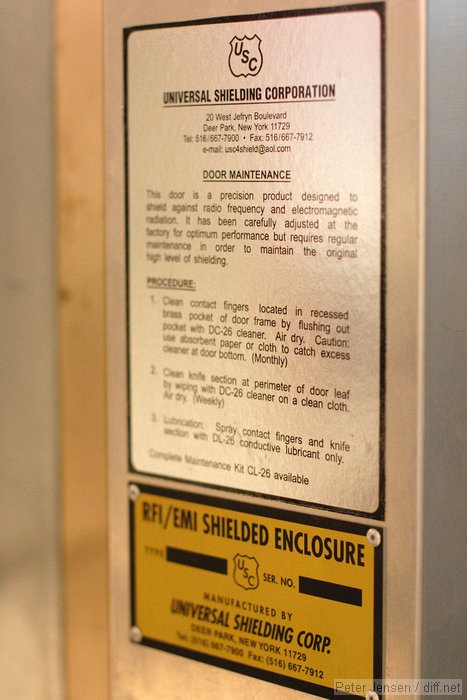 USC
UNIVERSAL SHIELDING CORPORATION
20 West Jefryn Boulevard
Deer Park, New York 11729
Tel: 516/667-7900 • Fax: 516/667-7912
e-mail: usc4shield@aol.com
DOOR MAINTENANCE
This door is a precision product designed to
shield against radio frequency and electromagnetic
radiation. It has been carefully adjusted at the
factory for optimum performance but requires regular
maintenance in order to maintain the original
high level of shielding.
PROCEDURE:
1. Clean contact fingers located in recessed
brass pocket of door frame by flushing out
pocket with DC-26 cleaner. Air dry. Caution:
use absorbent paper or cloth to catch excess
cleaner at door bottom. (Monthly)
2. Clean knife section at perimeter of door leaf
by wiping with DC-26 cleaner on a clean cloth.
Air dry. (Weekly)
3. Lubrication: Spray contact fingers and knife
section with DL-26 conductive lubricant only.
Complete Maintenance Kit CL-26 available
RFI/EMI SHIELDED ENCLOSURE
TYPE USC SER. NO.
MANUFACTURED BY
UNIVERSAL SHIELDING CORP.
DEER PARK, NEW YORK 11729
Tel: (516) 667-7900 Fax: (516) 667-7912
Peter Jensen / diff.net